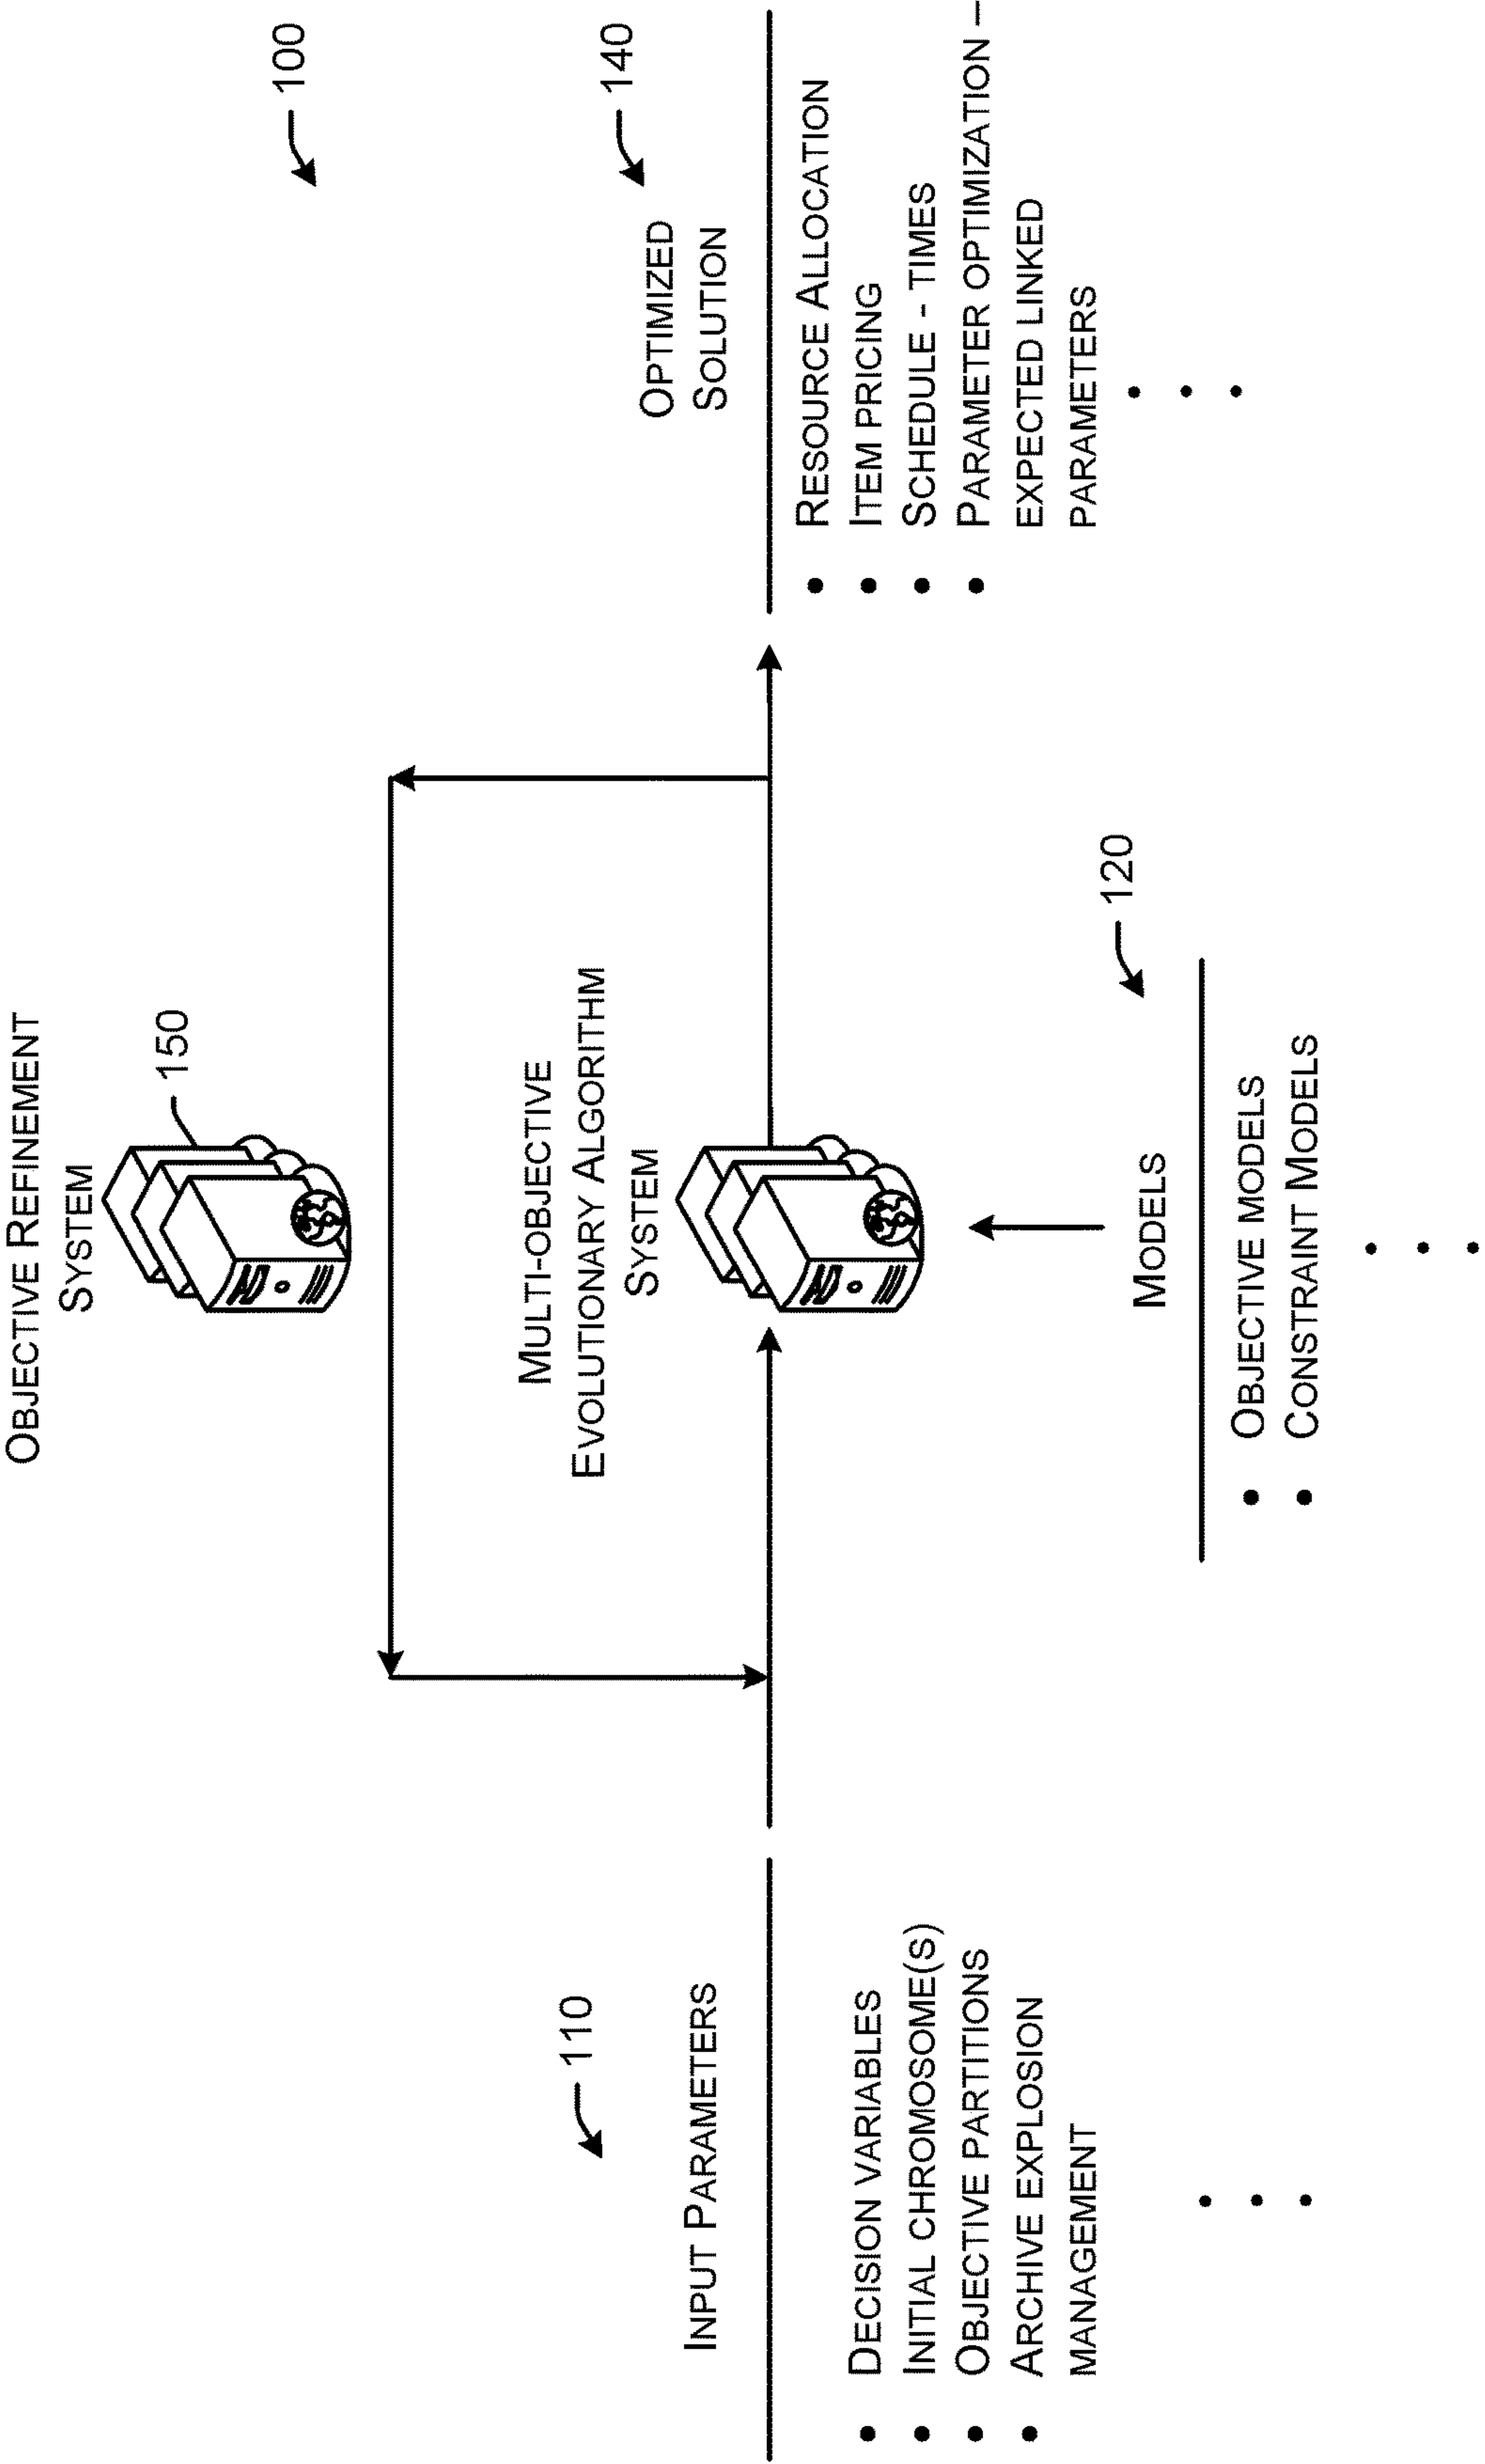 100
OBJECTIVE REFINEMENT
SYSTEM
150
MULTI-OBJECTIVE
EVOLUTIONARY ALGORITHM
SYSTEM
110
INPUT PARAMETERS
• DECISION VARIABLES
• INITIAL CHROMOSOME(S)
• OBJECTIVE PARTITIONS
• ARCHIVE EXPLOSION
MANAGEMENT
120
MODELS
• OBJECTIVE MODELS
• CONSTRAINT MODELS
140
OPTIMIZED
SOLUTION
• RESOURCE ALLOCATION
• ITEM PRICING
• SCHEDULE - TIMES
• PARAMETER OPTIMIZATION –
EXPECTED LINKED
PARAMETERS